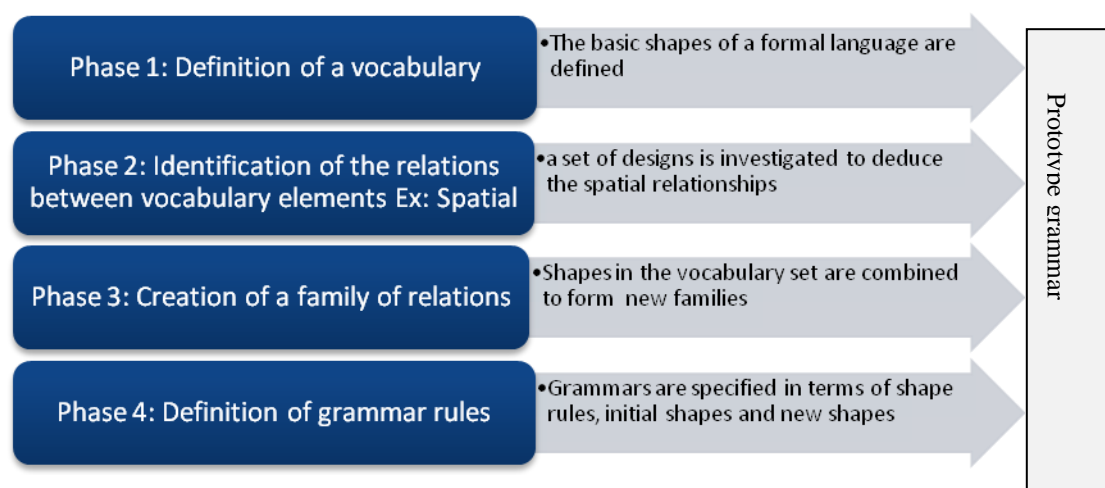 Phase 1: Definition of a vocabulary
•The basic shapes of a formal language are
defined
Phase 2: Identification of the relations
between vocabulary elements Ex: Spatial
•a set of designs is investigated to deduce
the spatial relationships
Phase 3: Creation of a family of relations
•Shapes in the vocabulary set are combined
to form new families
Phase 4: Definition of grammar rules
•Grammars are specified in terms of shape
rules, initial shapes and new shapes
Prototype grammar